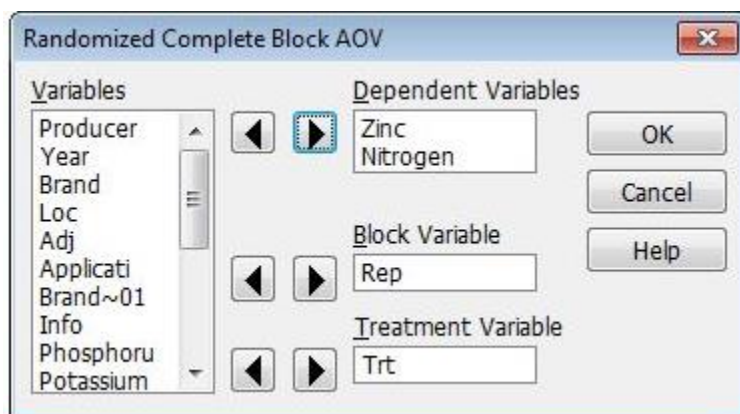 Randomized Complete Block AOV
Variables
Producer
Year
Brand
Loc
Adj
Applicati
Brand~01
Info
Phosphoru
Potassium
Dependent Variables
Zinc
Nitrogen
Block Variable
Rep
Treatment Variable
Trt
OK
Cancel
Help